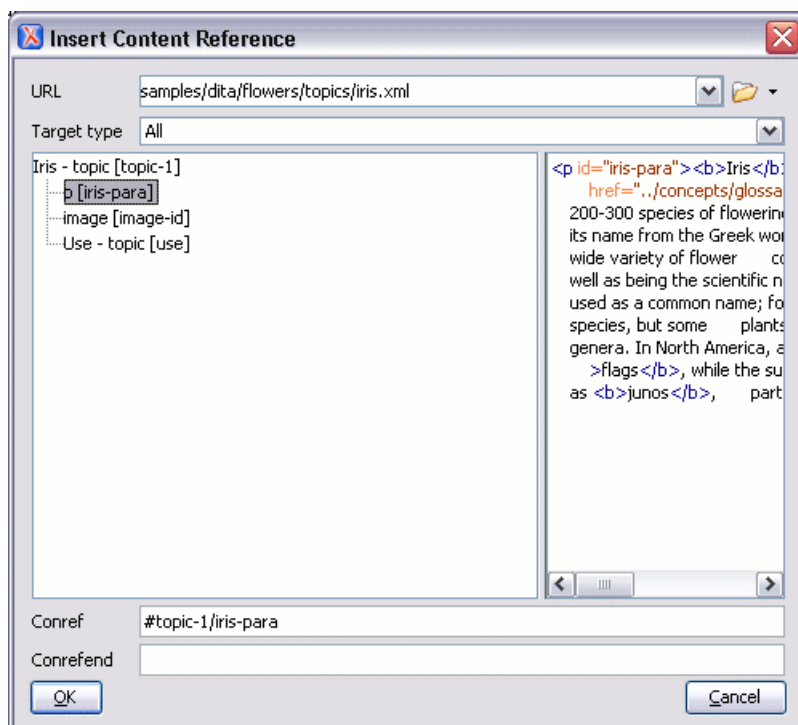 Insert Content Reference
URL samples/dita/flowers/topics/iris.xml
Target type All
Iris - topic [topic-1]
p [iris-para]
image [image-id]
Use - topic [use]
<p id="iris-para"><b>Iris</b>
href="../concepts/glossa
200-300 species of flowering
its name from the Greek wor
wide variety of flower co
well as being the scientific n
used as a common name; fo
species, but some plants
genera. In North America, a
>flags</b>, while the su
as <b>junos</b>, part
Conref #topic-1/iris-para
Conrefend
OK Cancel